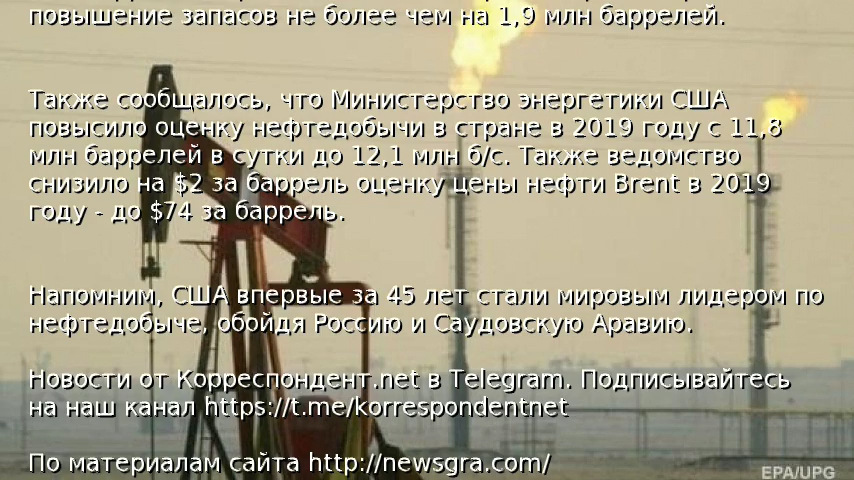 повышение запасов не более чем на 1,9 млн баррелей.
Также сообщалось, что Министерство энергетики США
повысило оценку нефтедобычи в стране в 2019 году с 11,8
млн баррелей в сутки до 12,1 млн б/с. Также ведомство
снизило на $2 за баррель оценку цены нефти Brent в 2019
году - до $74 за баррель.
Напомним, США впервые за 45 лет стали мировым лидером по
нефтедобыче, обойдя Россию и Саудовскую Аравию.
Новости от Корреспондент.net в Telegram. Подписывайтесь
на наш канал https://t.me/korrespondentnet
По материалам сайта http://newsgra.com/
EPA/UPG